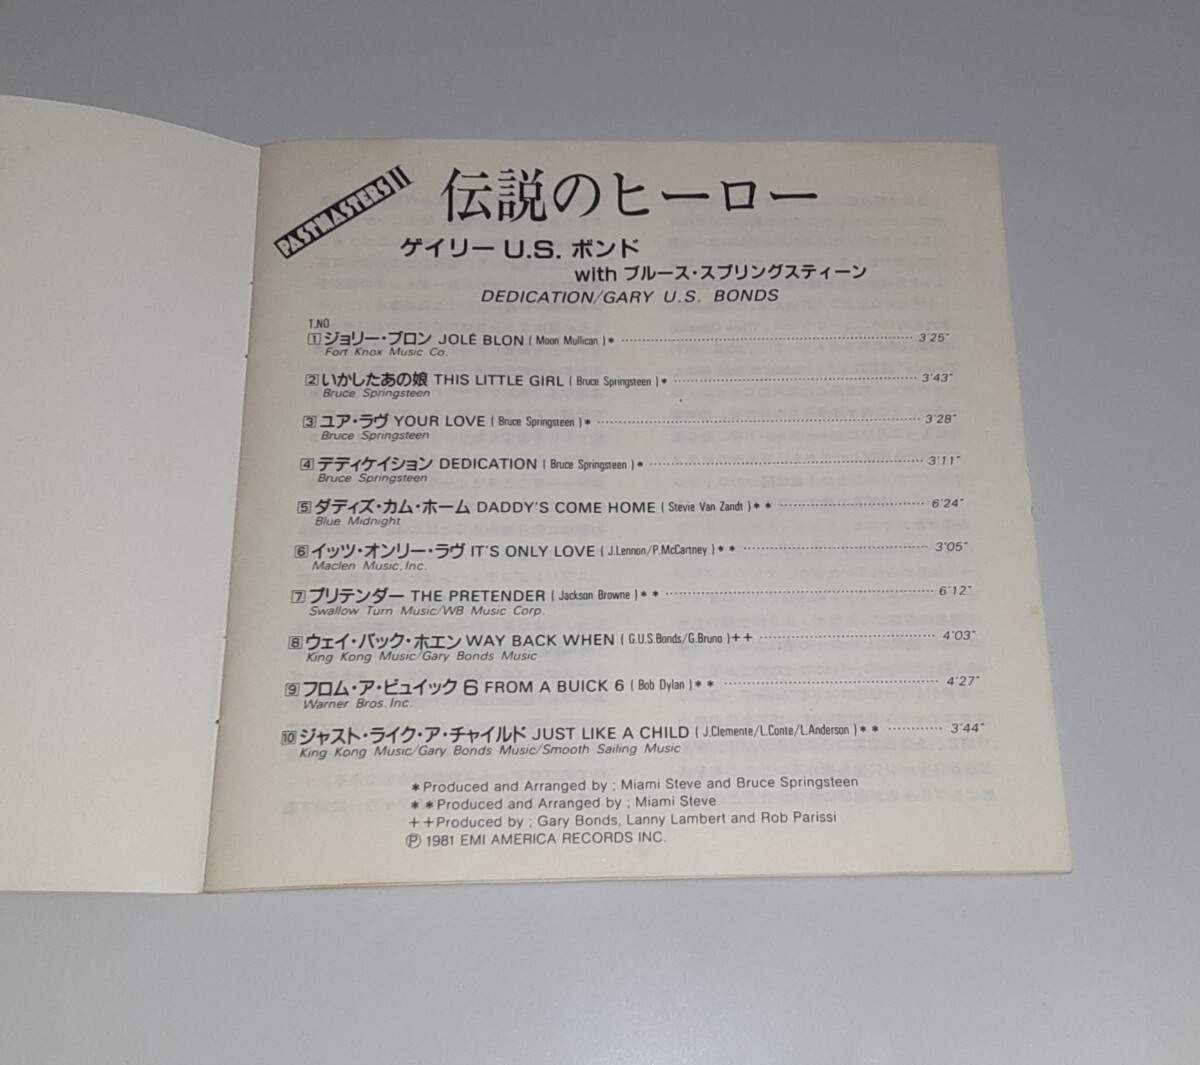 PASTMASTERS II
伝説のヒーロー
ゲイリー U.S. ボンド
with ブルース・スプリングスティーン
DEDICATION/GARY U.S. BONDS
T.NO
1 ジョリー・ブロン JOLÉ BLON ( Moon Mullican )* 3'25"
Fort Knox Music Co.
2 いかしたあの娘 THIS LITTLE GIRL ( Bruce Springsteen )* 3'43"
Bruce Springsteen
3 ユア・ラヴ YOUR LOVE ( Bruce Springsteen )* 3'28"
Bruce Springsteen
4 デディケイション DEDICATION ( Bruce Springsteen )* 3'11"
Bruce Springsteen
5 ダディズ・カム・ホーム DADDY'S COME HOME ( Stevie Van Zandt )** 6'24"
Blue Midnight
6 イッツ・オンリー・ラヴ IT'S ONLY LOVE ( J.Lennon/P.McCartney )** 3'05"
Maclen Music,Inc.
7 プリテンダー THE PRETENDER ( Jackson Browne )** 6'12"
Swallow Turn Music/WB Music Corp.
8 ウェイ・バック・ホエン WAY BACK WHEN ( G.U.S.Bonds/G.Bruno )++ 4'03"
King Kong Music/Gary Bonds Music
9 フロム・ア・ビュイック 6 FROM A BUICK 6 ( Bob Dylan )** 4'27"
Warner Bros.Inc.
10 ジャスト・ライク・ア・チャイルド JUST LIKE A CHILD ( J.Clemente/L.Conte/L.Anderson )** 3'44"
King Kong Music/Gary Bonds Music/Smooth Sailing Music
*Produced and Arranged by ; Miami Steve and Bruce Springsteen
**Produced and Arranged by ; Miami Steve
++Produced by ; Gary Bonds, Lanny Lambert and Rob Parissi
Ⓟ 1981 EMI AMERICA RECORDS INC.